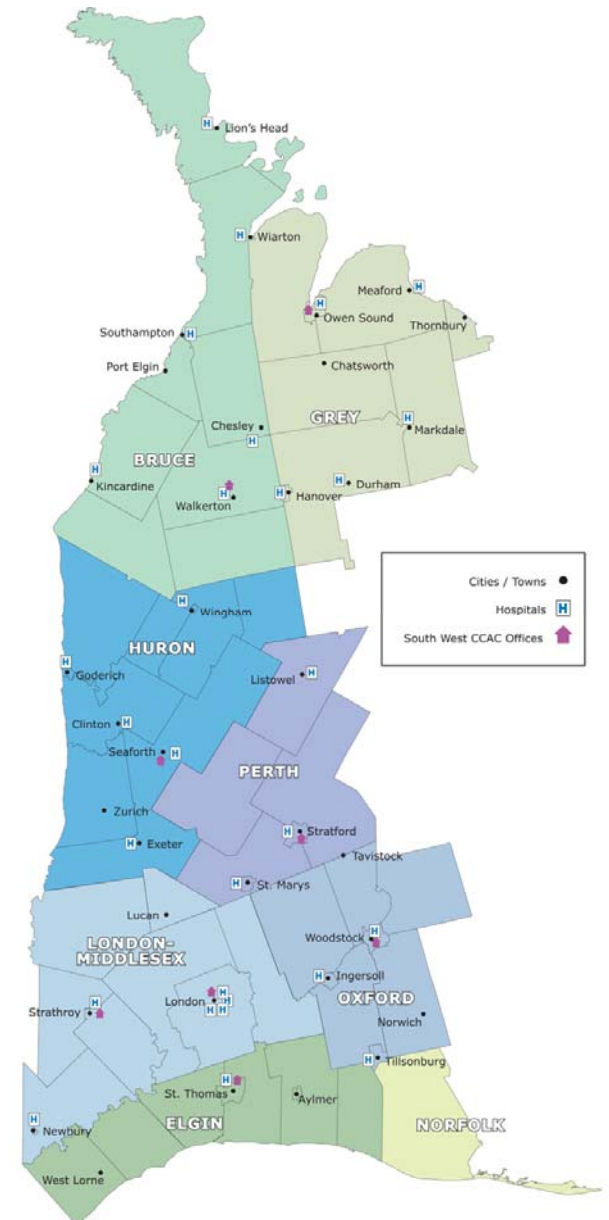 H
Lion's Head
H
Wiarton
Meaford
H
H
Owen Sound
Thornbury
Southampton
H
Port Elgin
Chatsworth
Chesley
H
GREY
H
Markdale
BRUCE
H
Kincardine
H
Walkerton
H
Hanover
H
Durham
Cities / Towns
Hospitals
H
South West CCAC Offices
H
Wingham
HURON
H
Goderich
Listowel
H
Clinton
H
Seaforth
H
PERTH
Zurich
H
Stratford
H
Exeter
Tavistock
H
St. Marys
Lucan
Woodstock
H
LONDON-
MIDDLESEX
H
Ingersoll
London
H
H
H
H
OXFORD
Strathroy
H
Norwich
H
Tillsonburg
St. Thomas
H
Aylmer
ELGIN
NORFOLK
H
Newbury
West Lorne